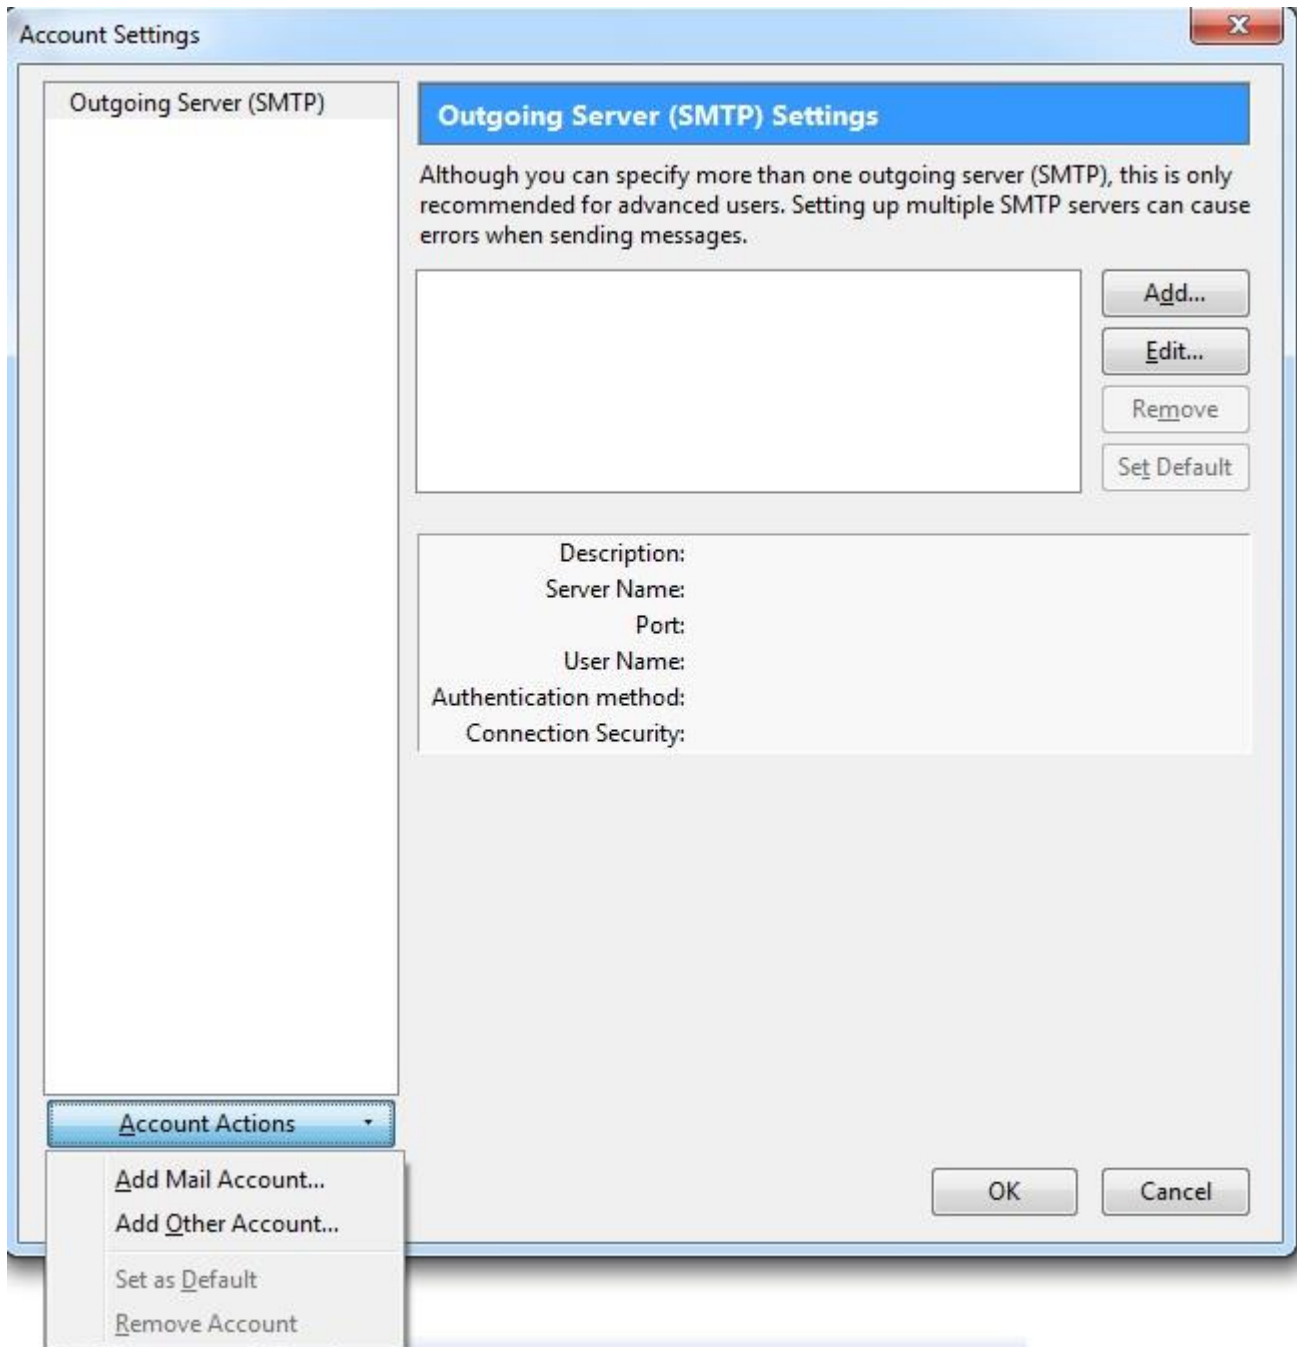 Account Settings
Outgoing Server (SMTP)
Outgoing Server (SMTP) Settings
Although you can specify more than one outgoing server (SMTP), this is only
recommended for advanced users. Setting up multiple SMTP servers can cause
errors when sending messages.
Add...
Edit...
Remove
Set Default
Description:
Server Name:
Port:
User Name:
Authentication method:
Connection Security:
Account Actions
Add Mail Account...
Add Other Account...
Set as Default
Remove Account
OK
Cancel